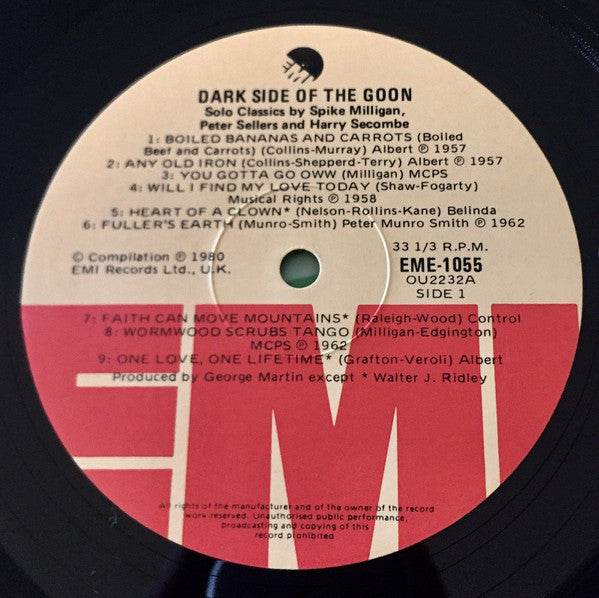 EMI
DARK SIDE OF THE GOON
Solo Classics by Spike Milligan,
Peter Sellers and Harry Secombe
1: BOILED BANANAS AND CARROTS (Boiled
Beef and Carrots) (Collins-Murray) Albert ℗ 1957
2: ANY OLD IRON (Collins-Shepperd-Terry) Albert ℗ 1957
3: YOU GOTTA GO OWW (Milligan) MCPS
4: WILL I FIND MY LOVE TODAY (Shaw-Fogarty)
Musical Rights ℗ 1958
5: HEART OF A CLOWN* (Nelson-Rollins-Kane) Belinda
6: FULLER'S EARTH (Munro-Smith) Peter Munro Smith ℗ 1962
© Compilation ℗ 1980
EMI Records Ltd., U.K.
33 1/3 R.P.M.
EME-1055
OU2232A
SIDE 1
7: FAITH CAN MOVE MOUNTAINS* (Raleigh-Wood) Control
8: WORMWOOD SCRUBS TANGO (Milligan-Edgington)
MCPS ℗ 1962
9: ONE LOVE, ONE LIFETIME* (Grafton-Veroli) Albert
Produced by George Martin except * Walter J. Ridley
EMI
All rights of the manufacturer and of the owner of the record
work reserved. Unauthorised public performance,
broadcasting and copying of this
record prohibited